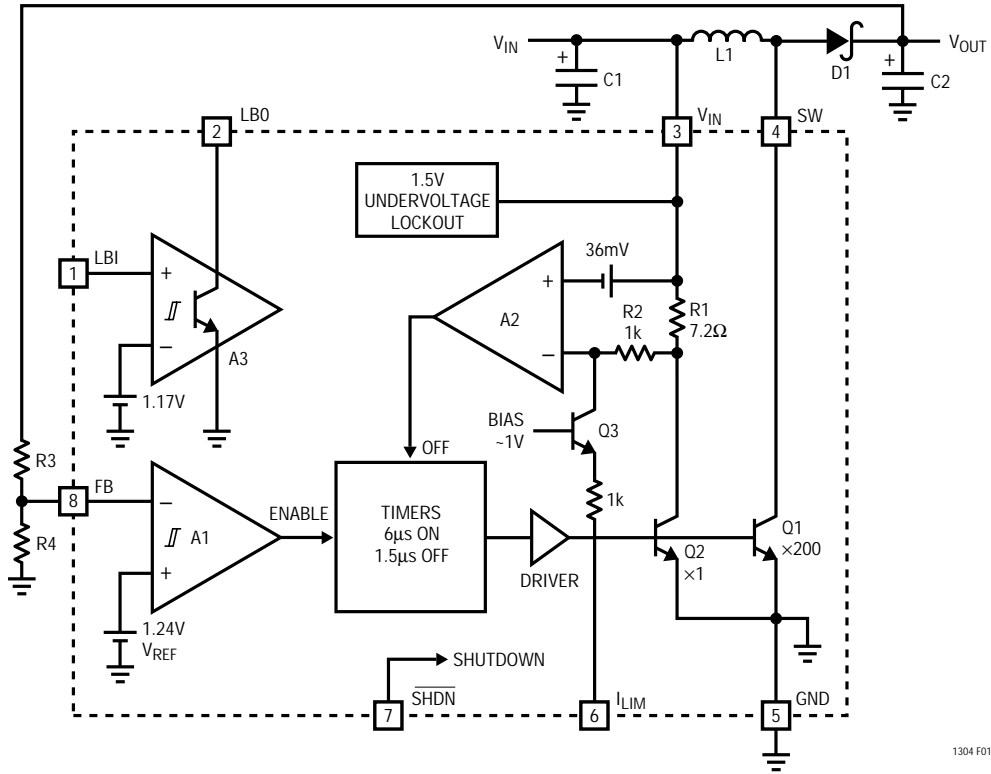 VIN
L1
D1
VOUT
+
C1
+
C2
2
LBO
3
VIN
4
SW
1.5V
UNDERVOLTAGE
LOCKOUT
1
LBI
+
−
A3
1.17V
36mV
+
A2
−
R2
1k
R1
7.2Ω
BIAS
~1V
Q3
1k
OFF
R3
8
FB
R4
−
A1
+
1.24V
VREF
ENABLE
TIMERS
6µs ON
1.5µs OFF
DRIVER
Q2
×1
Q1
×200
SHUTDOWN
7
SHDN
6
ILIM
5
GND
1304 F01